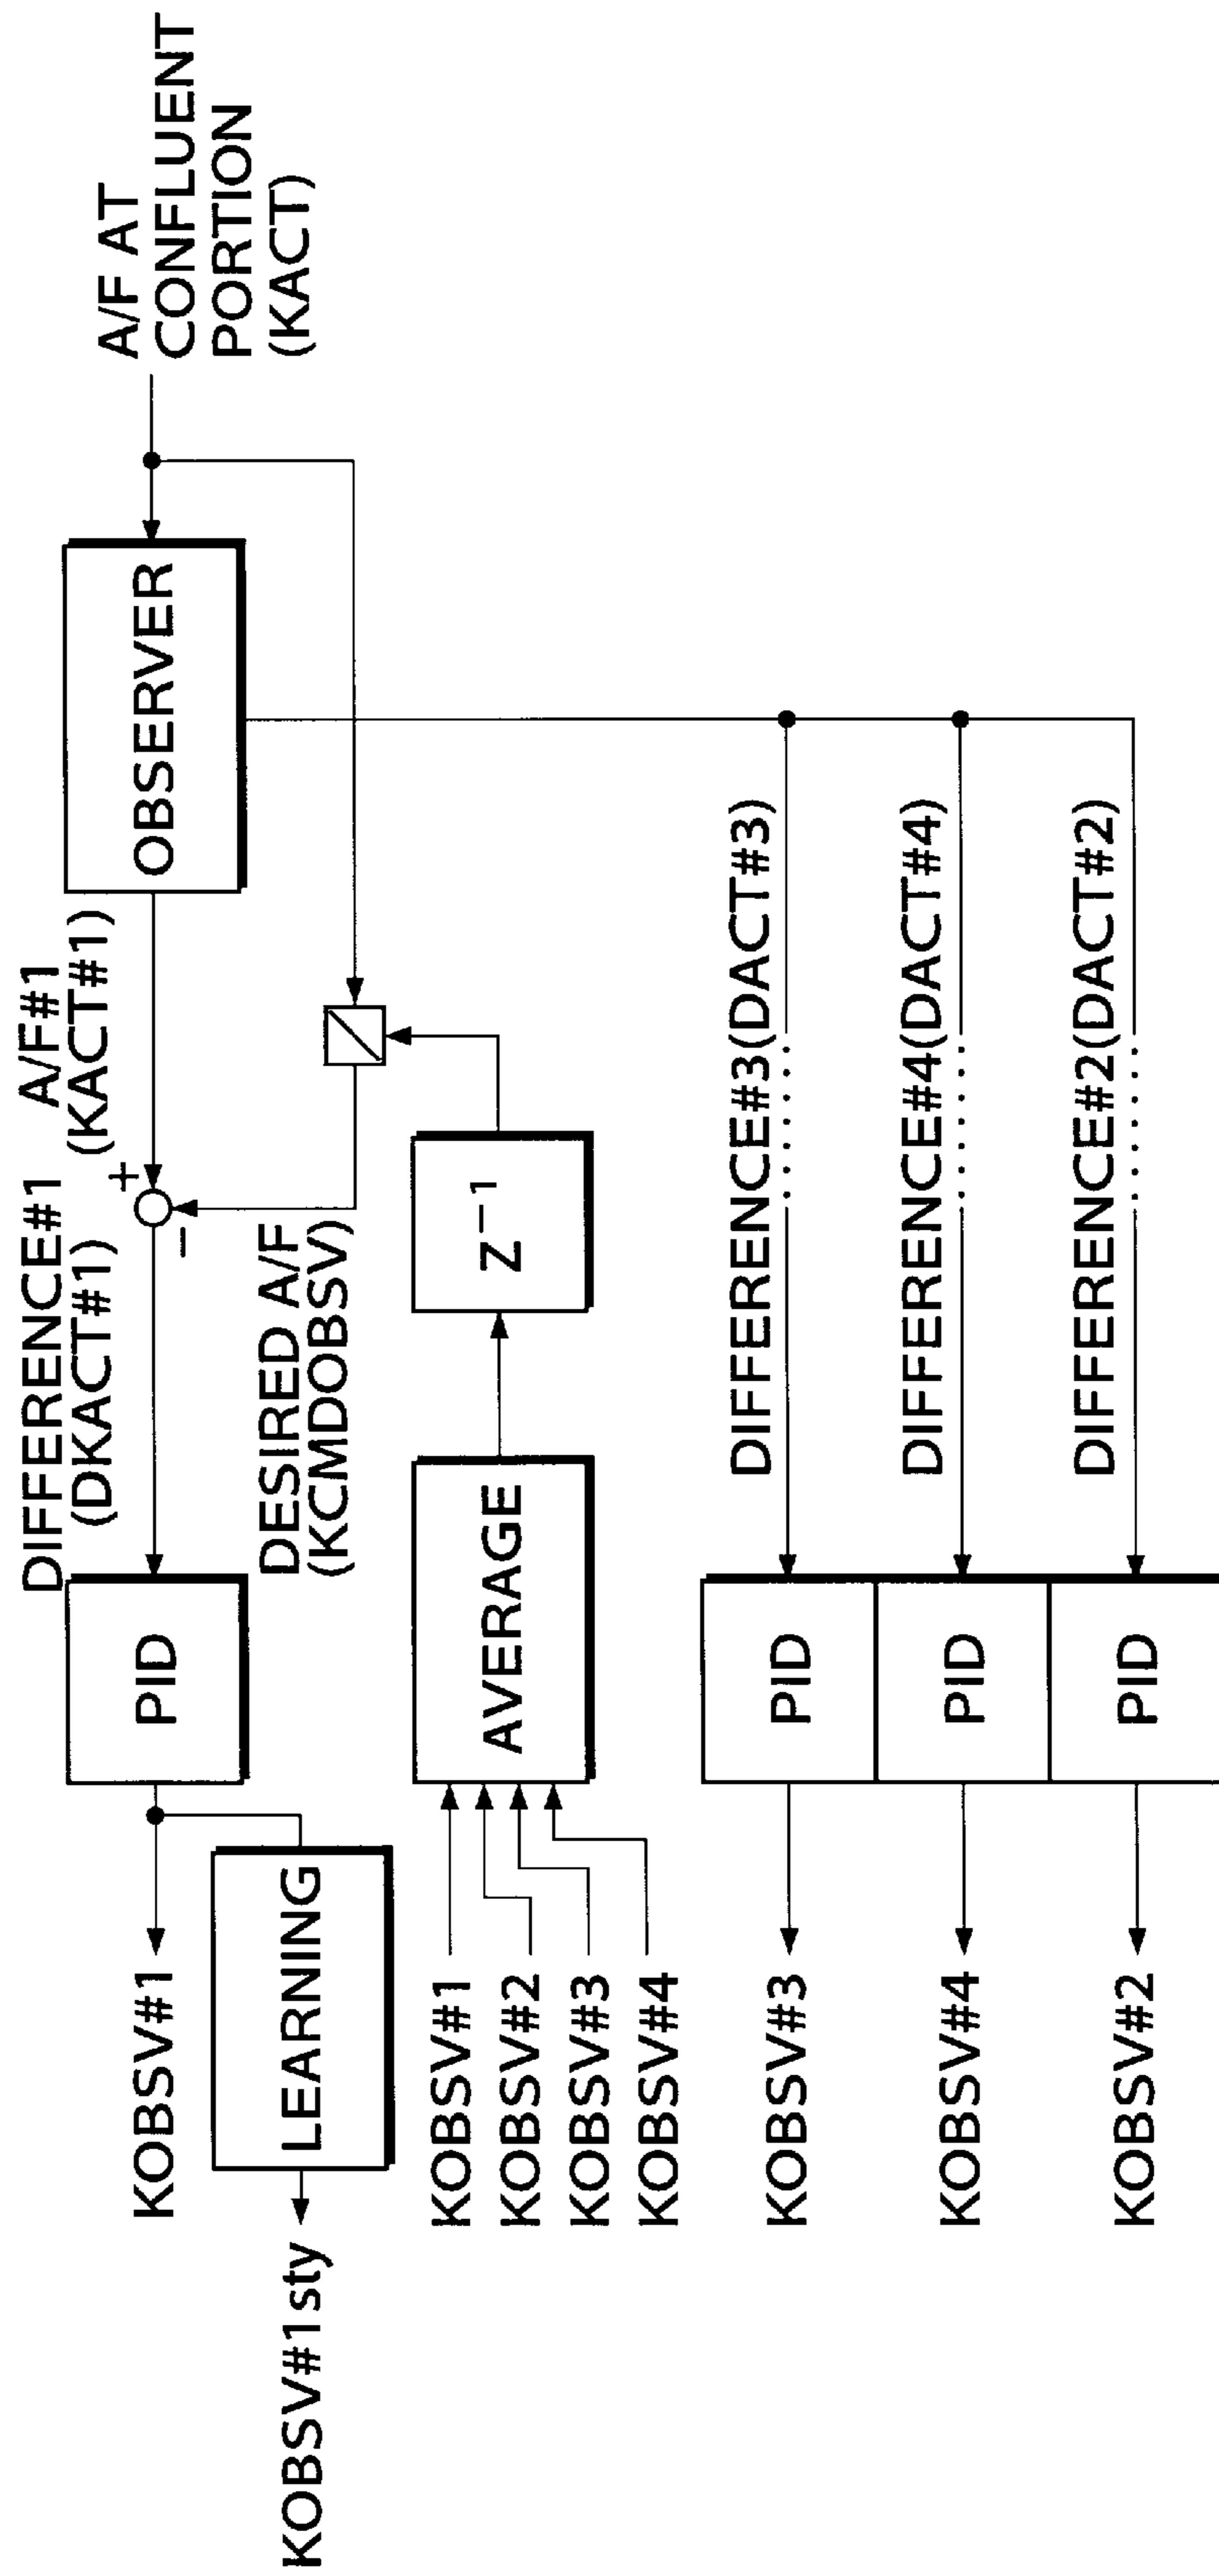 KOBSV#1sty
LEARNING
KOBSV#1
PID
DIFFERENCE#1
(DKACT#1)
+
−
A/F#1
(KACT#1)
OBSERVER
A/F AT
CONFLUENT
PORTION
(KACT)
DESIRED A/F
(KCMDOBSV)
KOBSV#1
KOBSV#2
KOBSV#3
KOBSV#4
AVERAGE
Z⁻¹
KOBSV#3
PID
DIFFERENCE#3(DACT#3)
KOBSV#4
PID
DIFFERENCE#4(DACT#4)
KOBSV#2
PID
DIFFERENCE#2(DACT#2)